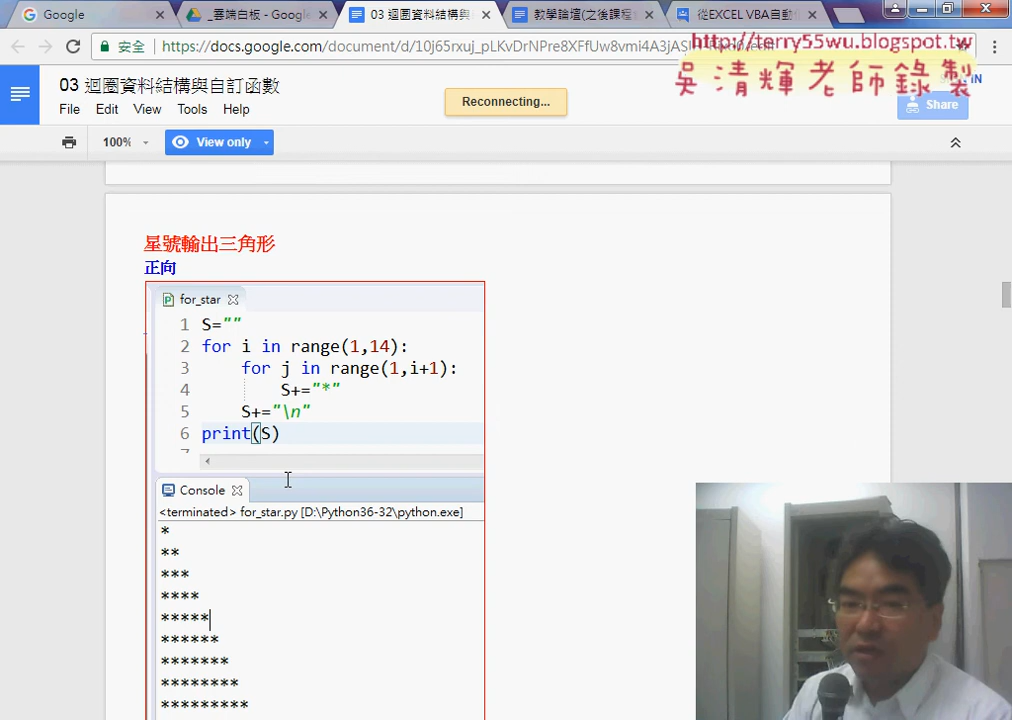 Google
_雲端白板 - Google
03 迴圈資料結構與
教學論壇(之後課程
從EXCEL VBA自動化
安全
https://docs.google.com/document/d/10j65rxuj_pLKvDrNPre8XFfUw8vmi4A3jAS
http://terry55wu.blogspot.tw
吳清輝老師錄製
03 迴圈資料結構與自訂函數
IN
File Edit View Tools Help
Reconnecting...
Share
100%
View only
星號輸出三角形
正向
for_star
1 S=""
2 for i in range(1,14):
3 for j in range(1,i+1):
4 S+="*"
5 S+="\n"
6 print(S)
7
Console
<terminated> for_star.py [D:\Python36-32\python.exe]
*
**
***
****
*****
******
*******
********
*********